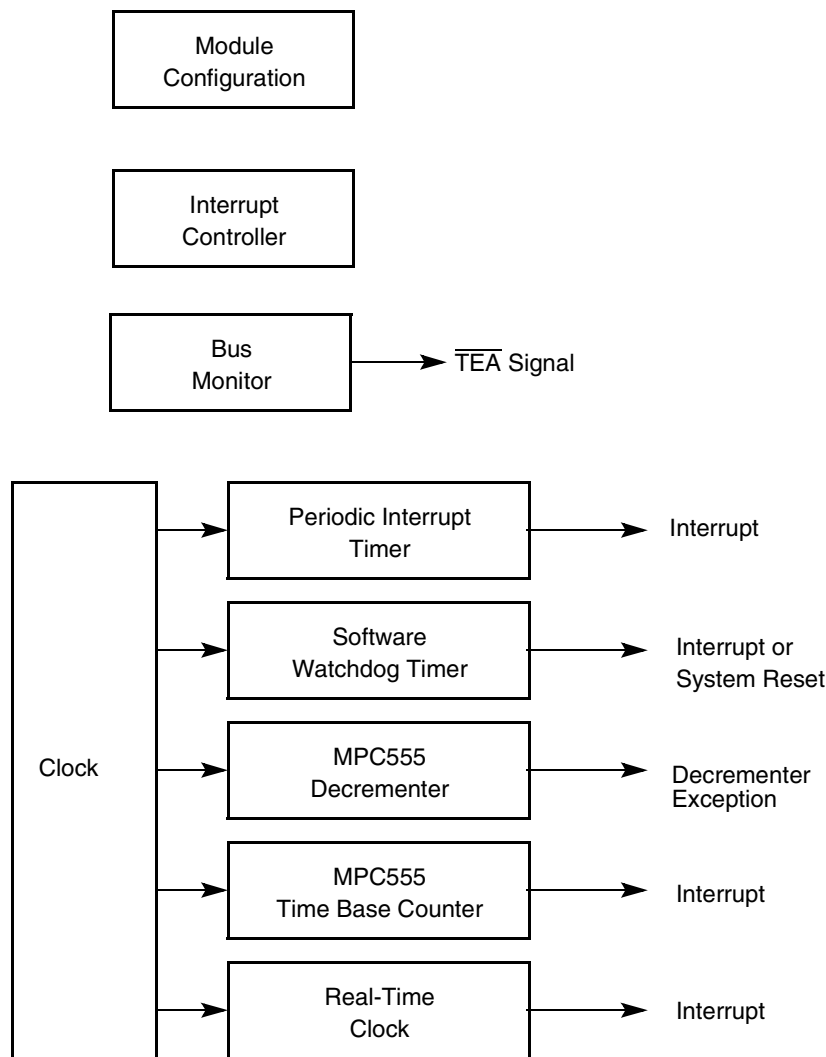 Module
Configuration
Interrupt
Controller
Bus
Monitor
T̅E̅A̅ Signal
Clock
Periodic Interrupt
Timer
Interrupt
Software
Watchdog Timer
Interrupt or
System Reset
MPC555
Decrementer
Decrementer
Exception
MPC555
Time Base Counter
Interrupt
Real-Time
Clock
Interrupt